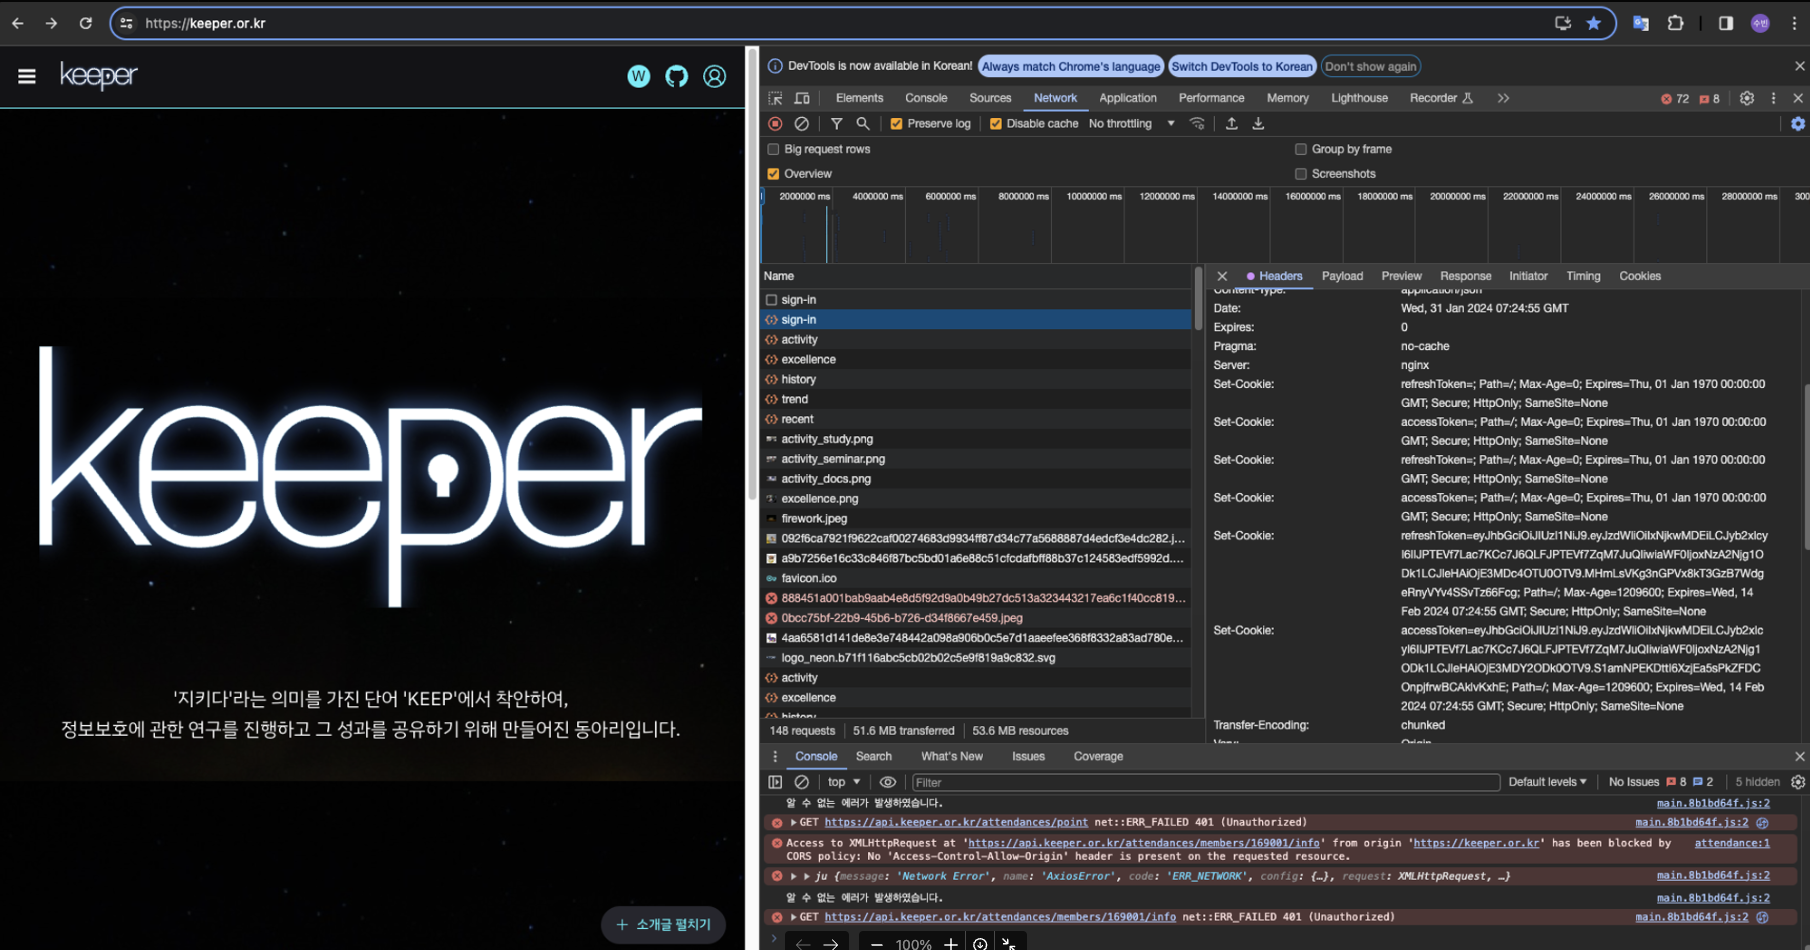 https://keeper.or.kr
수빈
keeper
W
keeper
'지키다'라는 의미를 가진 단어 'KEEP'에서 착안하여,
정보보호에 관한 연구를 진행하고 그 성과를 공유하기 위해 만들어진 동아리입니다.
+ 소개글 펼치기
DevTools is now available in Korean! Always match Chrome's language Switch DevTools to Korean Don't show again
Elements Console Sources Network Application Performance Memory Lighthouse Recorder 72 8
Preserve log Disable cache No throttling
Big request rows Group by frame
Overview Screenshots
2000000 ms 4000000 ms 6000000 ms 8000000 ms 10000000 ms 12000000 ms 14000000 ms 16000000 ms 18000000 ms 20000000 ms 22000000 ms 24000000 ms 26000000 ms 28000000 ms 300
Name
sign-in
sign-in
activity
excellence
history
trend
recent
activity_study.png
activity_seminar.png
activity_docs.png
excellence.png
firework.jpeg
favicon.ico
0bcc75bf-22b9-45b6-b726-d34f8667e459.jpeg
logo_neon.b71f116abc5cb02b02c5e9f819a9c832.svg
activity
excellence
history
148 requests 51.6 MB transferred 53.6 MB resources
Headers Payload Preview Response Initiator Timing Cookies
Content-Type: application/json
Date: Wed, 31 Jan 2024 07:24:55 GMT
Expires: 0
Pragma: no-cache
Server: nginx
Set-Cookie: refreshToken=; Path=/; Max-Age=0; Expires=Thu, 01 Jan 1970 00:00:00
GMT; Secure; HttpOnly; SameSite=None
Set-Cookie: accessToken=; Path=/; Max-Age=0; Expires=Thu, 01 Jan 1970 00:00:00
GMT; Secure; HttpOnly; SameSite=None
Set-Cookie: refreshToken=; Path=/; Max-Age=0; Expires=Thu, 01 Jan 1970 00:00:00
GMT; Secure; HttpOnly; SameSite=None
Set-Cookie: accessToken=; Path=/; Max-Age=0; Expires=Thu, 01 Jan 1970 00:00:00
GMT; Secure; HttpOnly; SameSite=None
Set-Cookie:
Path=/; Max-Age=1209600; Expires=Wed, 14
Feb 2024 07:24:55 GMT; Secure; HttpOnly; SameSite=None
Set-Cookie:
Path=/; Max-Age=1209600; Expires=Wed, 14 Feb
2024 07:24:55 GMT; Secure; HttpOnly; SameSite=None
Transfer-Encoding: chunked
Vary: Origin
Console Search What's New Issues Coverage
top Filter Default levels No Issues 8 2 5 hidden
알 수 없는 에러가 발생하였습니다. main.8b1bd64f.js:2
GET https://api.keeper.or.kr/attendances/point net::ERR_FAILED 401 (Unauthorized) main.8b1bd64f.js:2
Access to XMLHttpRequest at 'https://api.keeper.or.kr/attendances/members/169001/info' from origin 'https://keeper.or.kr' has been blocked by attendance:1
CORS policy: No 'Access-Control-Allow-Origin' header is present on the requested resource.
ju {message: 'Network Error', name: 'AxiosError', code: 'ERR_NETWORK', config: {…}, request: XMLHttpRequest, …} main.8b1bd64f.js:2
알 수 없는 에러가 발생하였습니다. main.8b1bd64f.js:2
GET https://api.keeper.or.kr/attendances/members/169001/info net::ERR_FAILED 401 (Unauthorized) main.8b1bd64f.js:2
100%